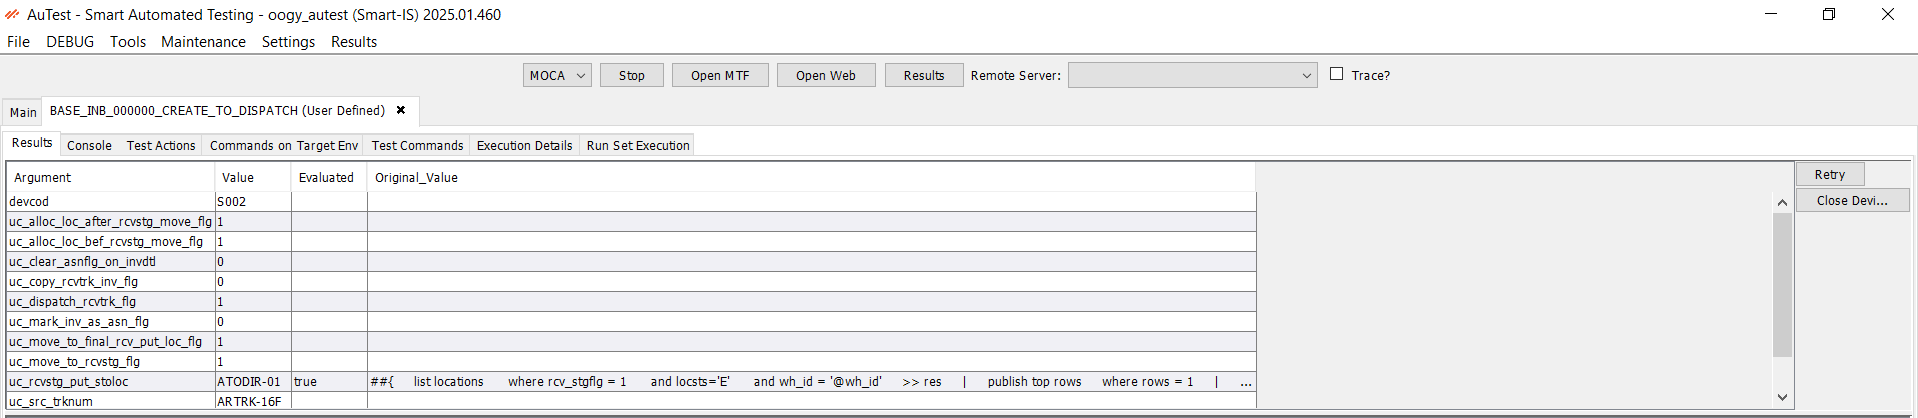 AuTest - Smart Automated Testing - oogy_autest (Smart-IS) 2025.01.460
File DEBUG Tools Maintenance Settings Results
MOCA Stop Open MTF Open Web Results Remote Server: Trace?
Main BASE_INB_000000_CREATE_TO_DISPATCH (User Defined)
Results Console Test Actions Commands on Target Env Test Commands Execution Details Run Set Execution
Argument Value Evaluated Original_Value Retry
devcod S002 Close Devi...
uc_alloc_loc_after_rcvstg_move_flg 1
uc_alloc_loc_bef_rcvstg_move_flg 1
uc_clear_asnflg_on_invdtl 0
uc_copy_rcvtrk_inv_flg 0
uc_dispatch_rcvtrk_flg 1
uc_mark_inv_as_asn_flg 0
uc_move_to_final_rcv_put_loc_flg 1
uc_move_to_rcvstg_flg 1
uc_rcvstg_put_stoloc ATODIR-01 true ##{ list locations where rcv_stgflg = 1 and locsts='E' and wh_id = '@wh_id' >> res | publish top rows where rows = 1 | ...
uc_src_trknum ARTRK-16F